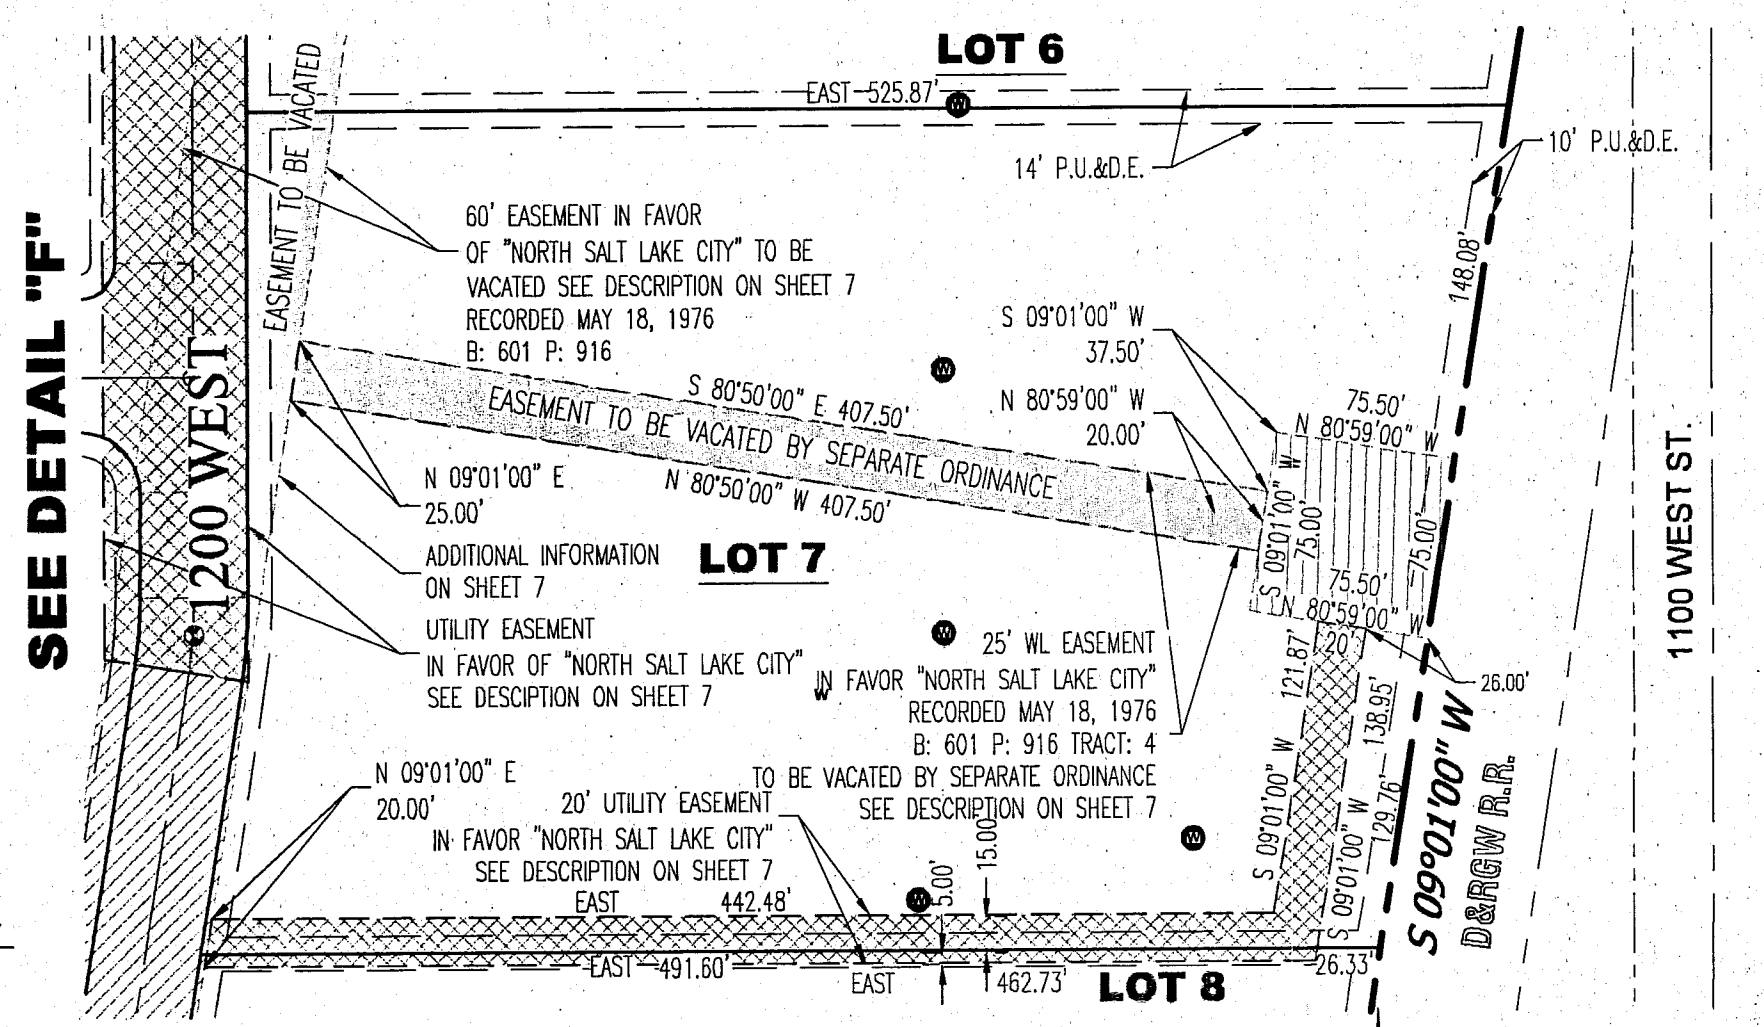 LOT 6
EAST 525.87'
14' P.U.&D.E.
10' P.U.&D.E.
148.08'
EASEMENT TO BE VACATED
SEE DETAIL "F"
1200 WEST
60' EASEMENT IN FAVOR
OF "NORTH SALT LAKE CITY" TO BE
VACATED SEE DESCRIPTION ON SHEET 7
RECORDED MAY 18, 1976
B: 601 P: 916
S 09°01'00" W
37.50'
N 80°59'00" W
20.00'
75.50'
N 80°59'00" W
S 80°50'00" E 407.50'
EASEMENT TO BE VACATED BY SEPARATE ORDINANCE
N 80°50'00" W 407.50'
N 09°01'00" E
25.00'
S 09°01'00" W
75.00'
75.00'
75.50'
N 80°59'00" W
20'
1100 WEST ST.
LOT 7
ADDITIONAL INFORMATION
ON SHEET 7
UTILITY EASEMENT
IN FAVOR OF "NORTH SALT LAKE CITY"
SEE DESCIPTION ON SHEET 7
25' WL EASEMENT
IN FAVOR "NORTH SALT LAKE CITY"
W
RECORDED MAY 18, 1976
B: 601 P: 916 TRACT: 4
TO BE VACATED BY SEPARATE ORDINANCE
SEE DESCRIPTION ON SHEET 7
26.00'
121.87'
S 09°01'00" W
138.95'
129.76'
S 09°01'00" W
S 09°01'00" W
D&RGW R.R.
N 09°01'00" E
20.00'
20' UTILITY EASEMENT
IN FAVOR "NORTH SALT LAKE CITY"
SEE DESCRIPTION ON SHEET 7
EAST 442.48'
5.00'
15.00'
EAST 491.60'
EAST 462.73'
26.33'
LOT 8
W
W
W
W
W